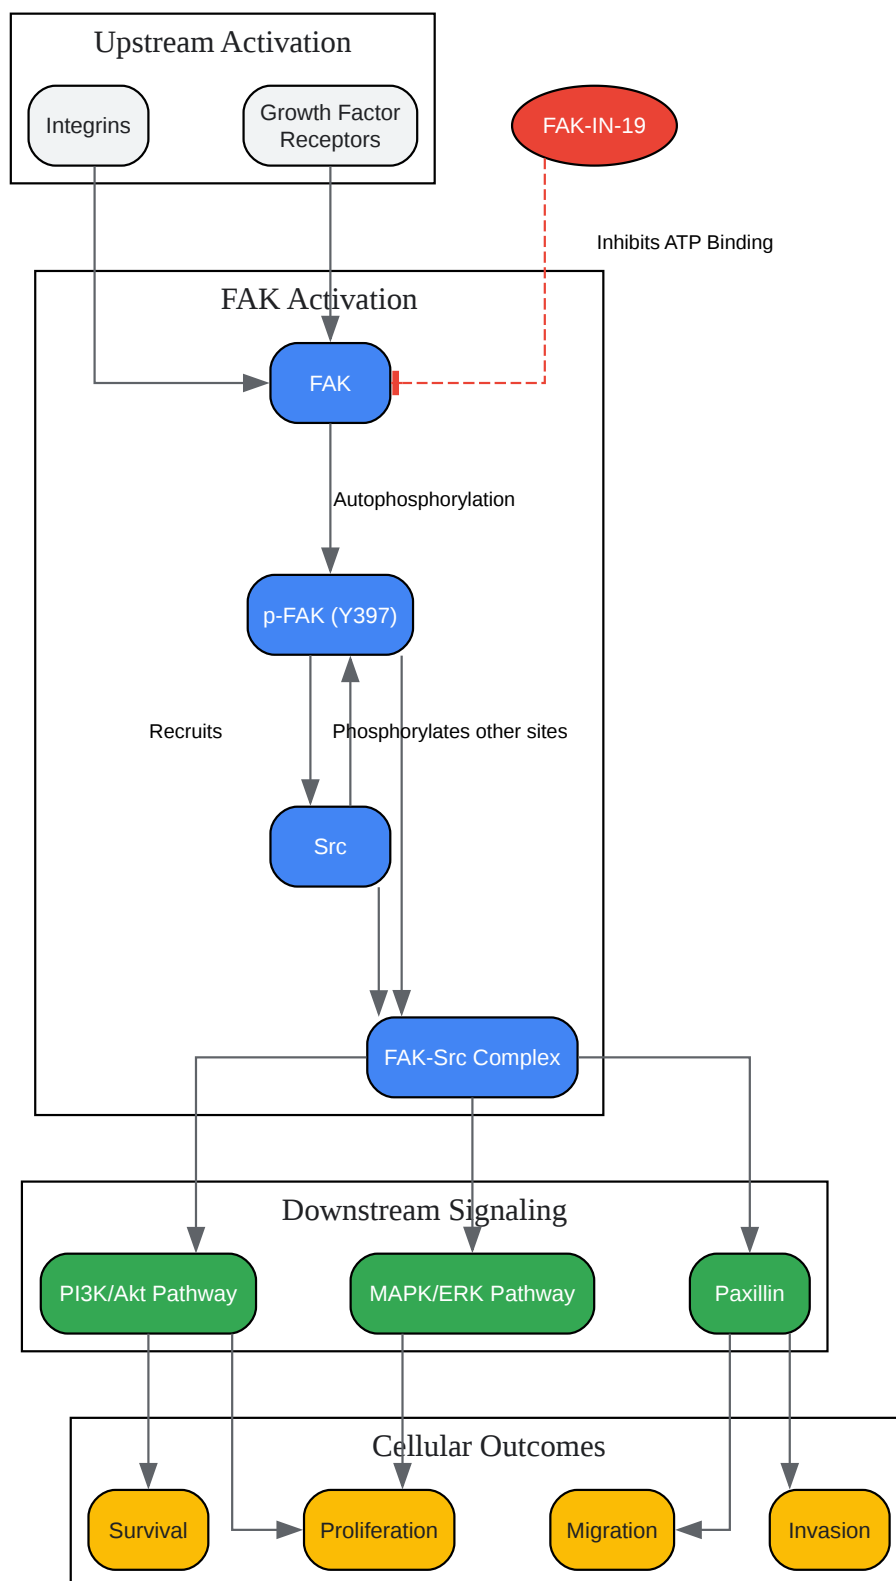 Upstream Activation
Integrins
Growth Factor
Receptors
FAK-IN-19
Inhibits ATP Binding
FAK Activation
FAK
Autophosphorylation
p-FAK (Y397)
Recruits
Phosphorylates other sites
Src
FAK-Src Complex
Downstream Signaling
PI3K/Akt Pathway
MAPK/ERK Pathway
Paxillin
Cellular Outcomes
Survival
Proliferation
Migration
Invasion